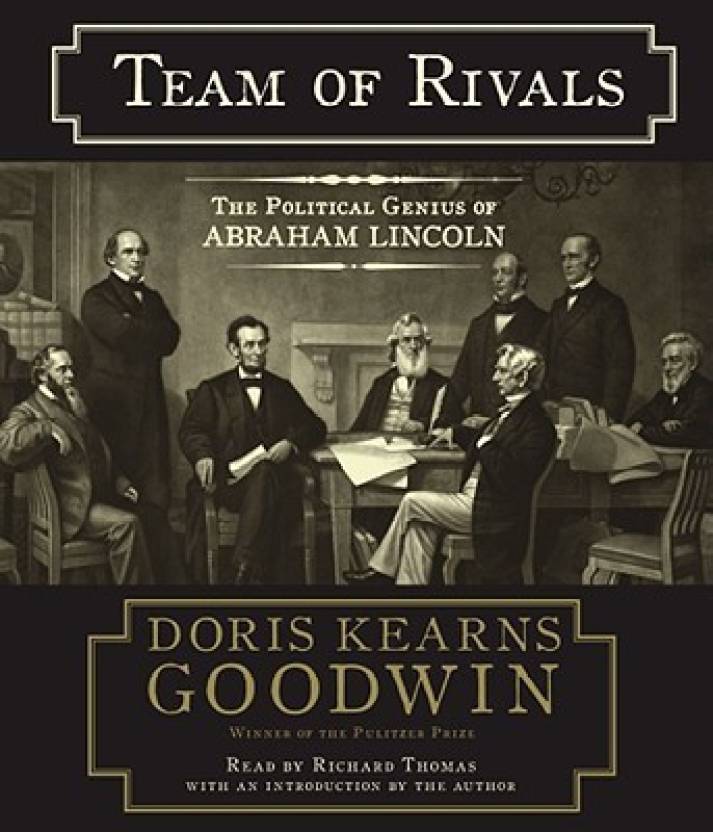 TEAM OF RIVALS
THE POLITICAL GENIUS OF
ABRAHAM LINCOLN
DORIS KEARNS
GOODWIN
WINNER OF THE PULITZER PRIZE
READ BY RICHARD THOMAS
WITH AN INTRODUCTION BY THE AUTHOR